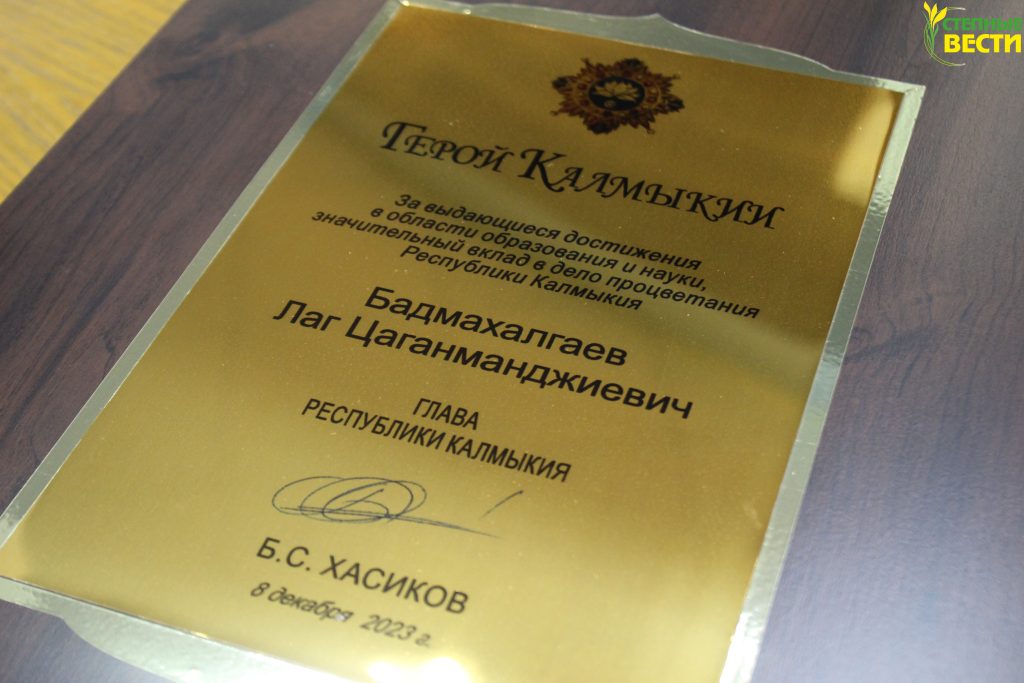 СТЕПНЫЕ
ВЕСТИ
ГЕРОЙ КАЛМЫКИИ
За выдающиеся достижения
в области образования и науки,
значительный вклад в дело процветания
Республики Калмыкия
Бадмахалгаев
Лаг Цаганманджиевич
ГЛАВА
РЕСПУБЛИКИ КАЛМЫКИЯ
Б.С. ХАСИКОВ
8 декабря 2023 г.